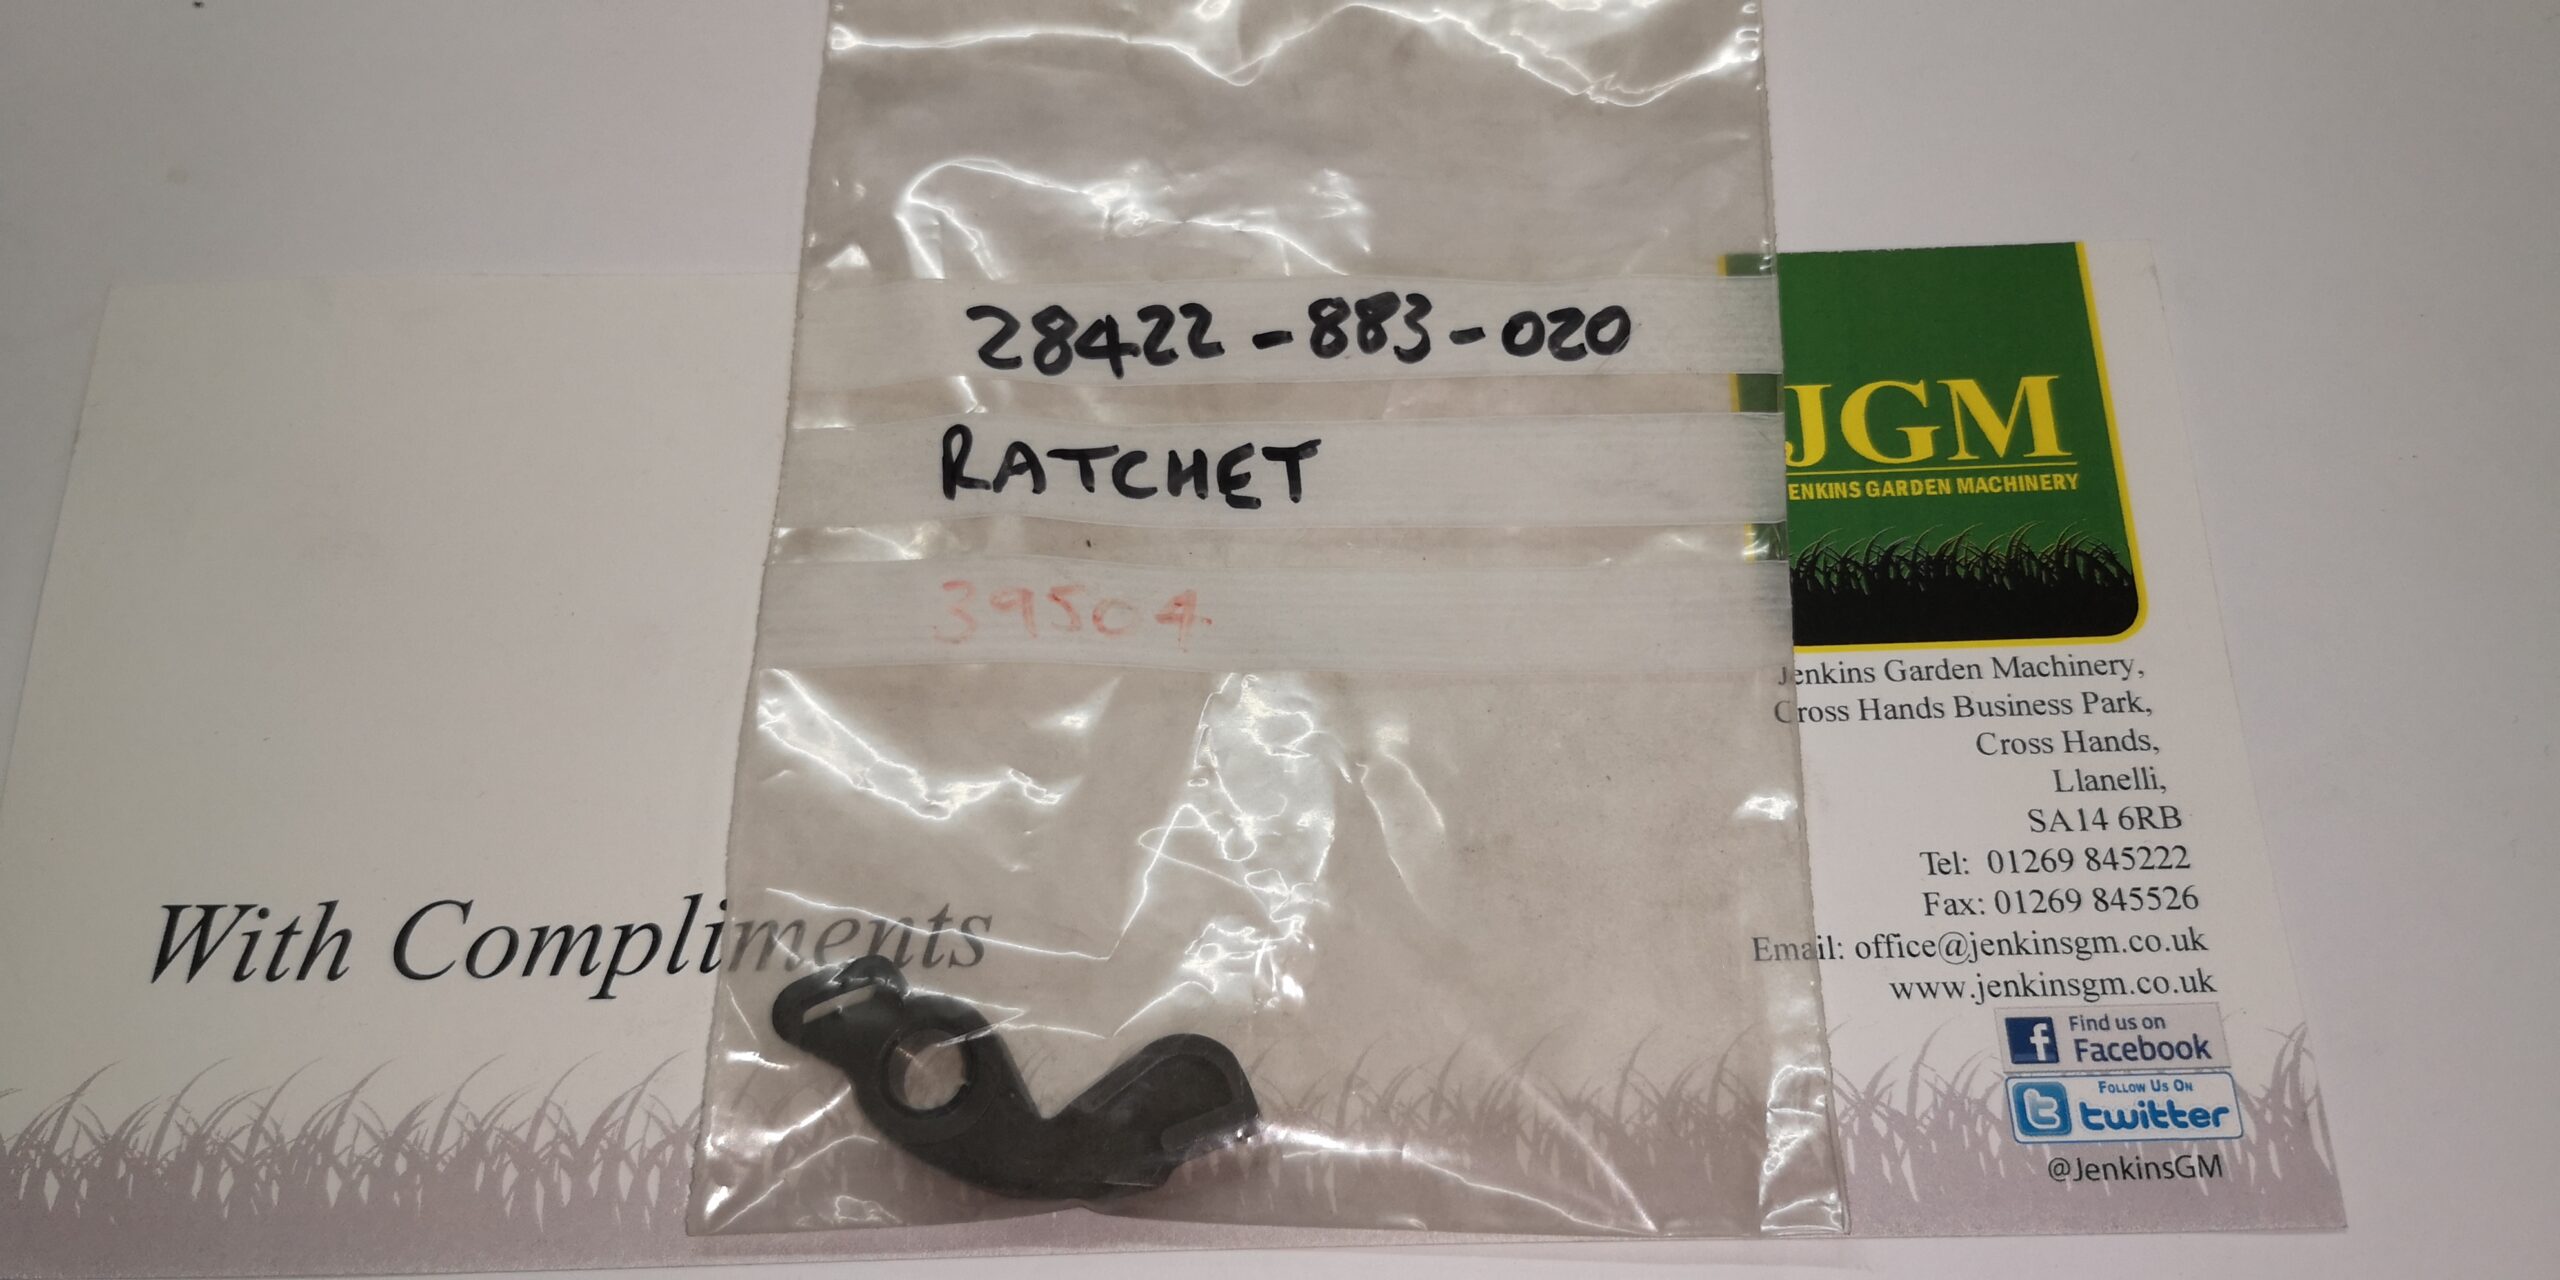 28422-883-020
RATCHET
39504
JGM
JENKINS GARDEN MACHINERY
Jenkins Garden Machinery,
Cross Hands Business Park,
Cross Hands,
Llanelli,
SA14 6RB
Tel: 01269 845222
Fax: 01269 845526
Email: office@jenkinsgm.co.uk
www.jenkinsgm.co.uk
With Compliments
f
Find us on
Facebook
t
FOLLOW US ON
twitter
@JenkinsGM